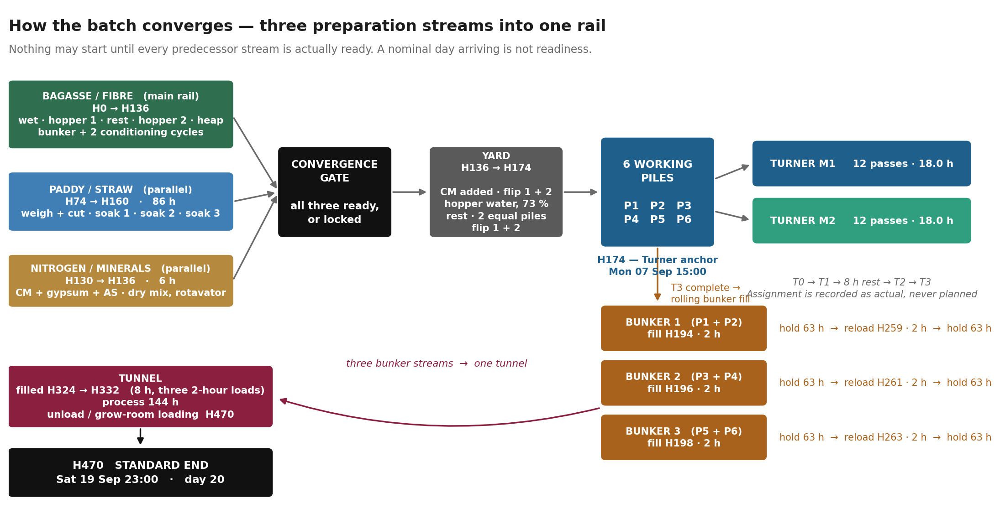 How the batch converges — three preparation streams into one rail
Nothing may start until every predecessor stream is actually ready. A nominal day arriving is not readiness.
BAGASSE / FIBRE (main rail)
H0 → H136
wet · hopper 1 · rest · hopper 2 · heap
bunker + 2 conditioning cycles
PADDY / STRAW (parallel)
H74 → H160 · 86 h
weigh + cut · soak 1 · soak 2 · soak 3
NITROGEN / MINERALS (parallel)
H130 → H136 · 6 h
CM + gypsum + AS · dry mix, rotavator
CONVERGENCE
GATE
all three ready,
or locked
YARD
H136 → H174
CM added · flip 1 + 2
hopper water, 73 %
rest · 2 equal piles
flip 1 + 2
6 WORKING
PILES
P1 P2 P3
P4 P5 P6
TURNER M1 12 passes · 18.0 h
TURNER M2 12 passes · 18.0 h
H174 — Turner anchor
Mon 07 Sep 15:00
T3 complete →
rolling bunker fill
T0 → T1 → 8 h rest → T2 → T3
Assignment is recorded as actual, never planned
BUNKER 1 (P1 + P2)
fill H194 · 2 h
hold 63 h → reload H259 · 2 h → hold 63 h
BUNKER 2 (P3 + P4)
fill H196 · 2 h
hold 63 h → reload H261 · 2 h → hold 63 h
BUNKER 3 (P5 + P6)
fill H198 · 2 h
hold 63 h → reload H263 · 2 h → hold 63 h
three bunker streams → one tunnel
TUNNEL
filled H324 → H332 (8 h, three 2-hour loads)
process 144 h
unload / grow-room loading H470
H470 STANDARD END
Sat 19 Sep 23:00 · day 20